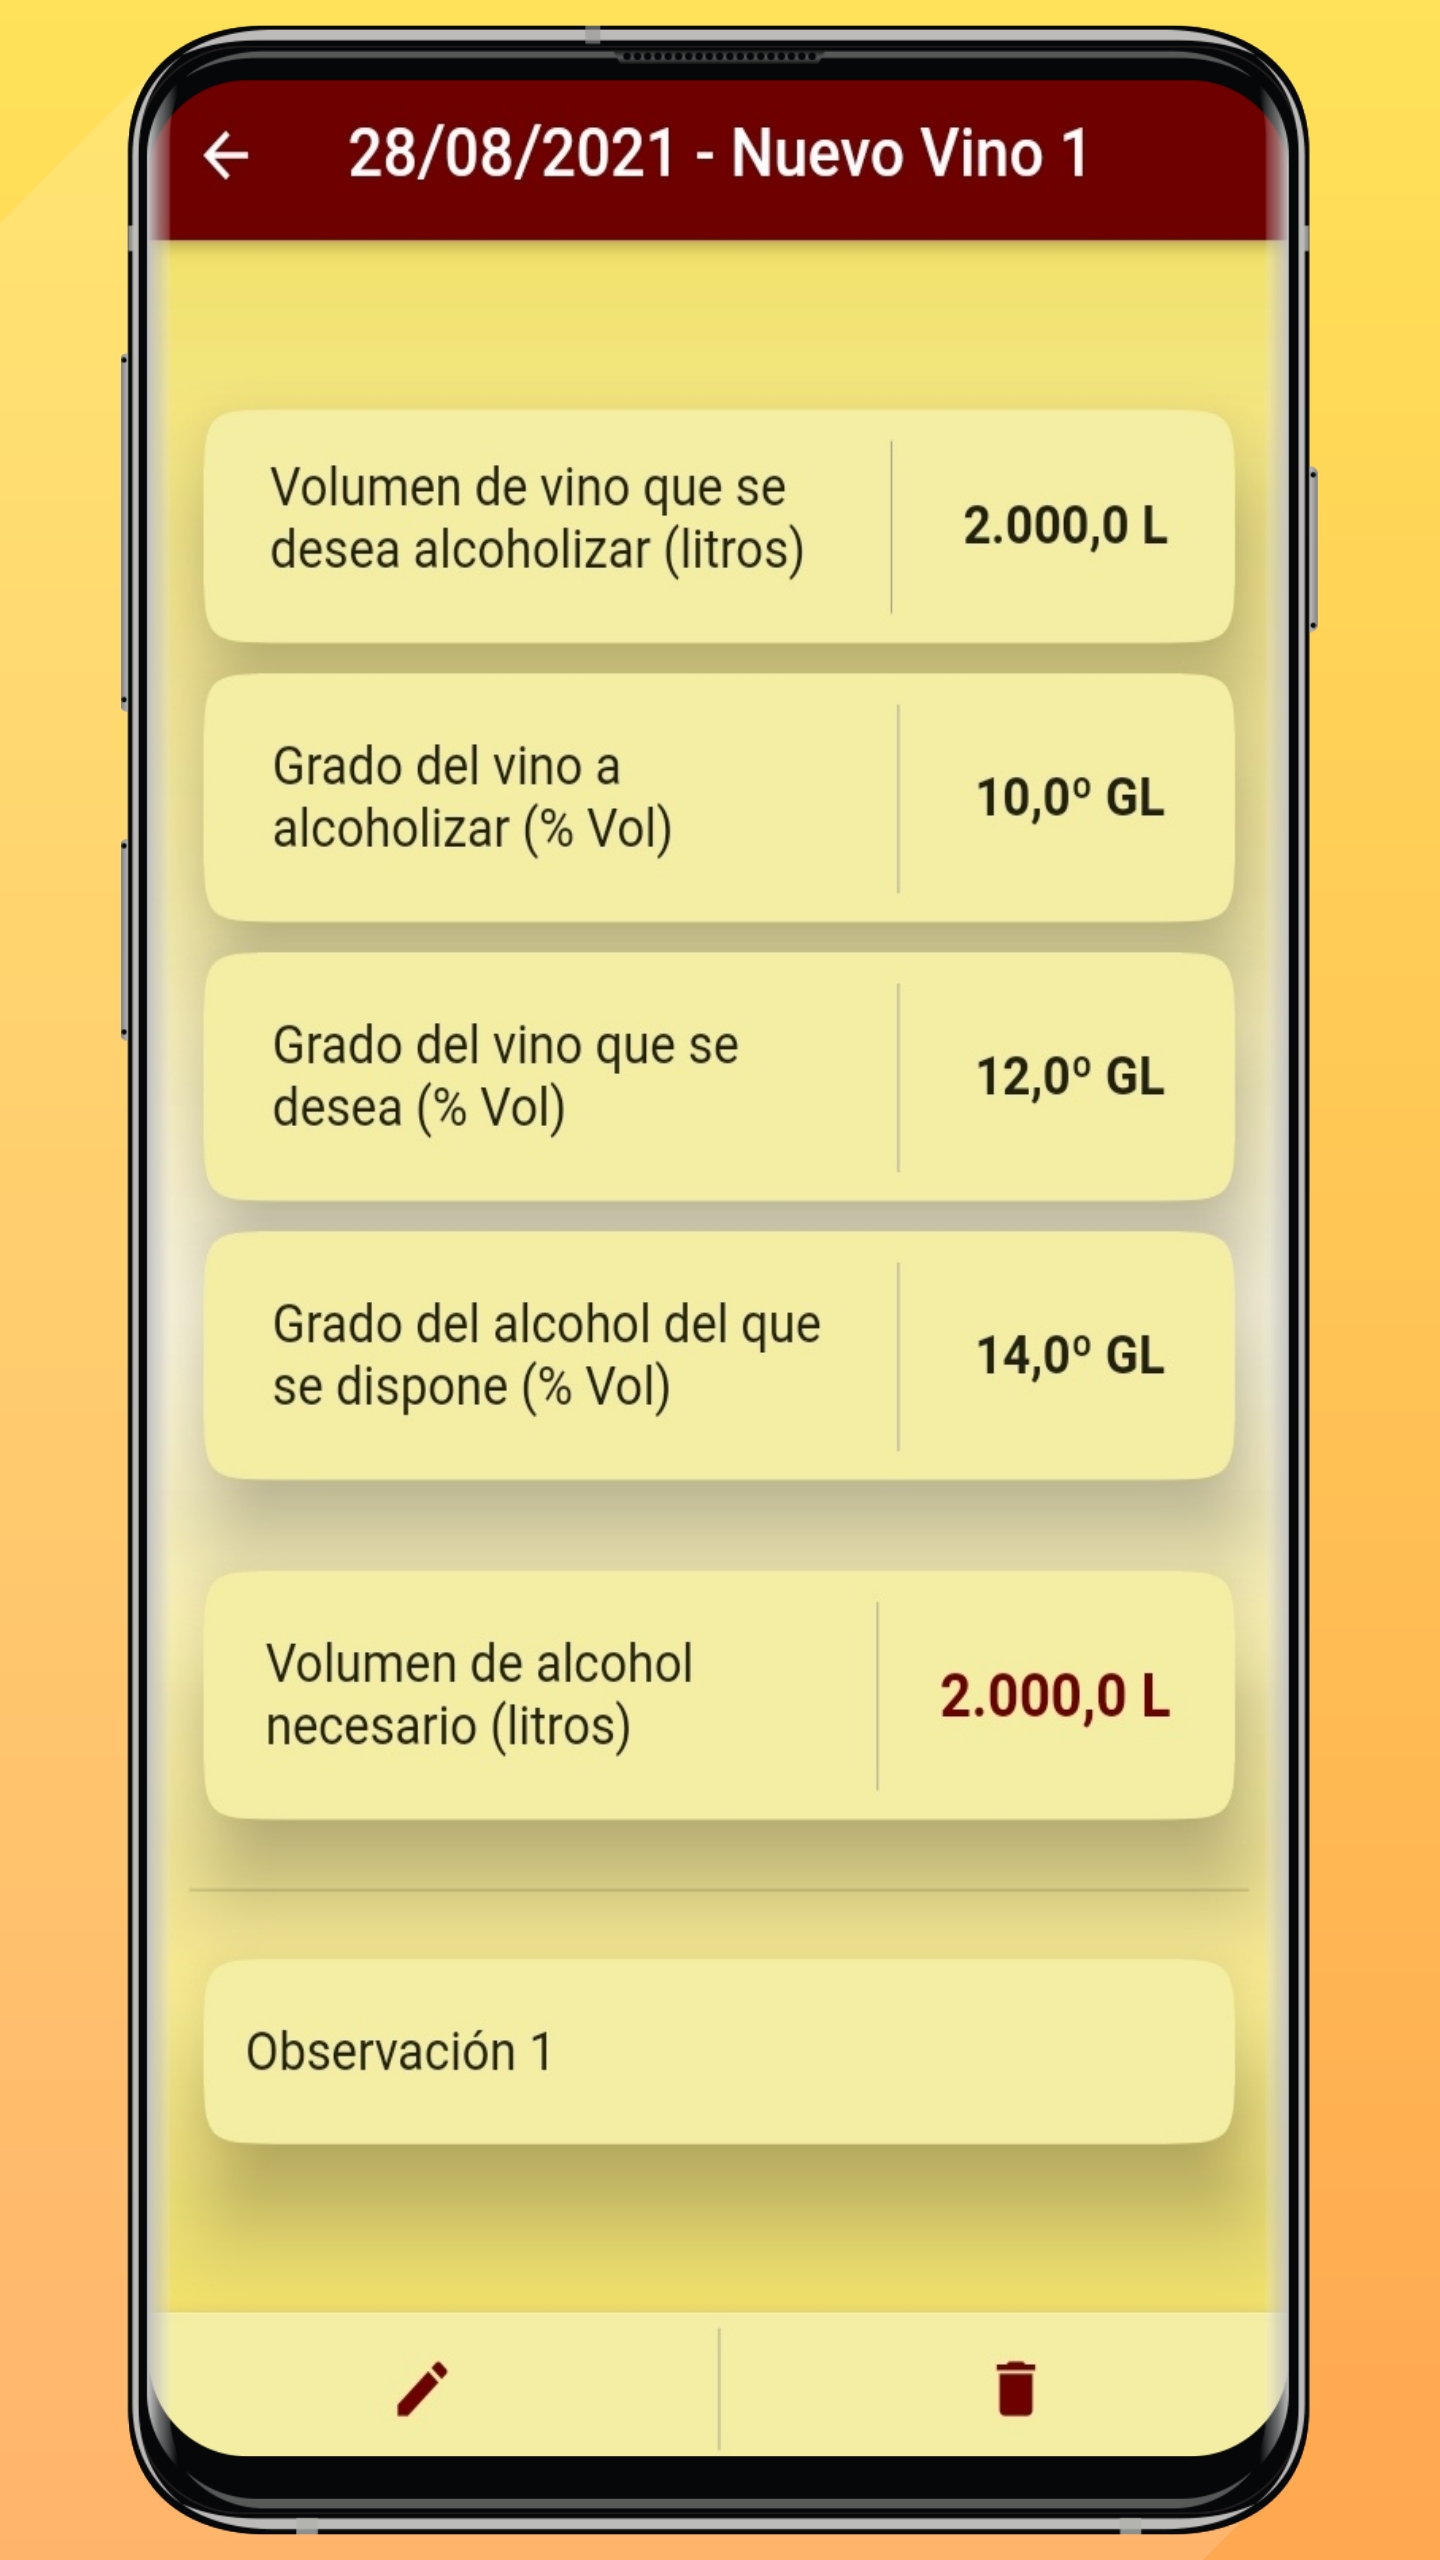 28/08/2021 - Nuevo Vino 1
Volumen de vino que se
desea alcoholizar (litros)
2.000,0 L
Grado del vino a
alcoholizar (% Vol)
10,0º GL
Grado del vino que se
desea (% Vol)
12,0º GL
Grado del alcohol del que
se dispone (% Vol)
14,0º GL
Volumen de alcohol
necesario (litros)
2.000,0 L
Observación 1